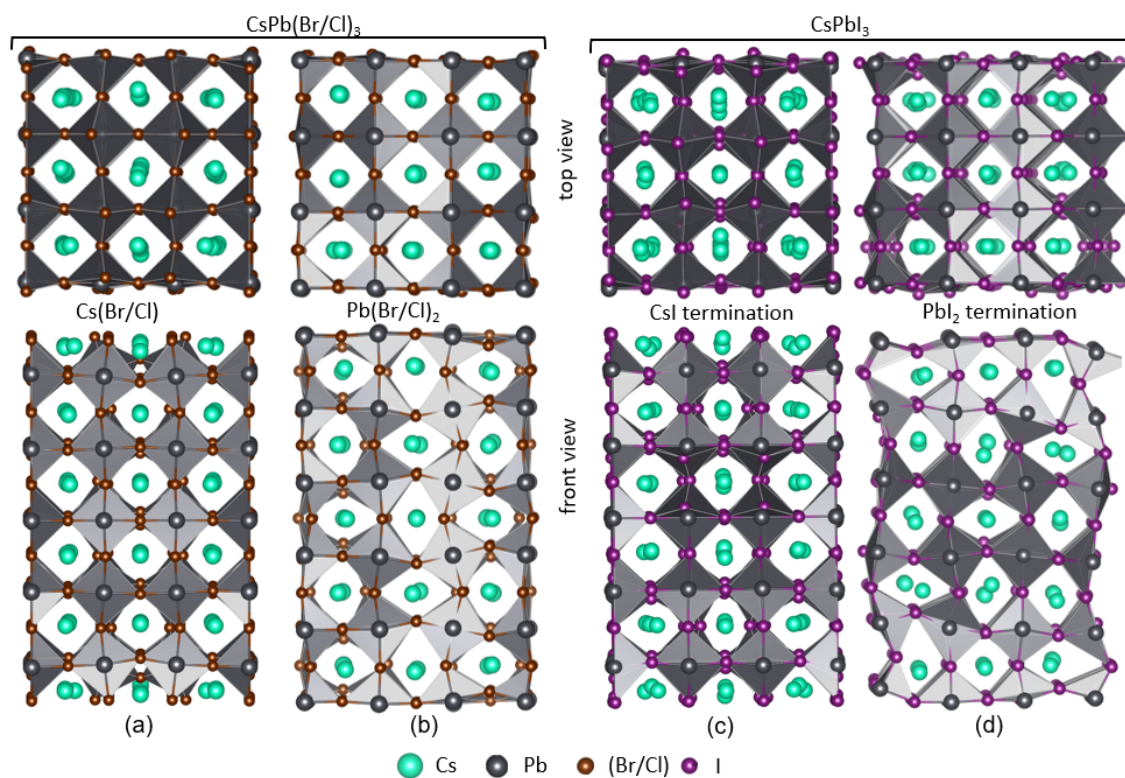 CsPb(Br/Cl)₃
CsPbI₃
top view
Cs(Br/Cl)
Pb(Br/Cl)₂
CsI termination
PbI₂ termination
front view
(a)
(b)
(c)
(d)
Cs
Pb
(Br/Cl)
I